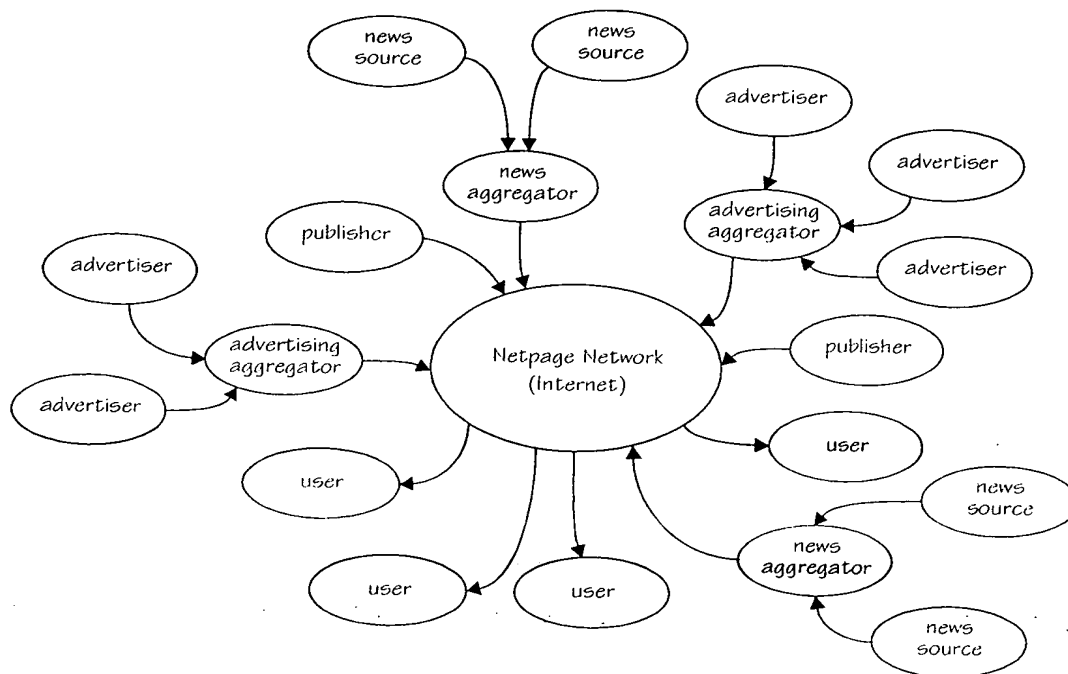 news
source
news
source
advertiser
advertiser
news
aggregator
advertising
aggregator
publisher
advertiser
advertiser
advertising
aggregator
Netpage Network
(Internet)
publisher
advertiser
user
user
news
source
news
aggregator
user
user
news
source